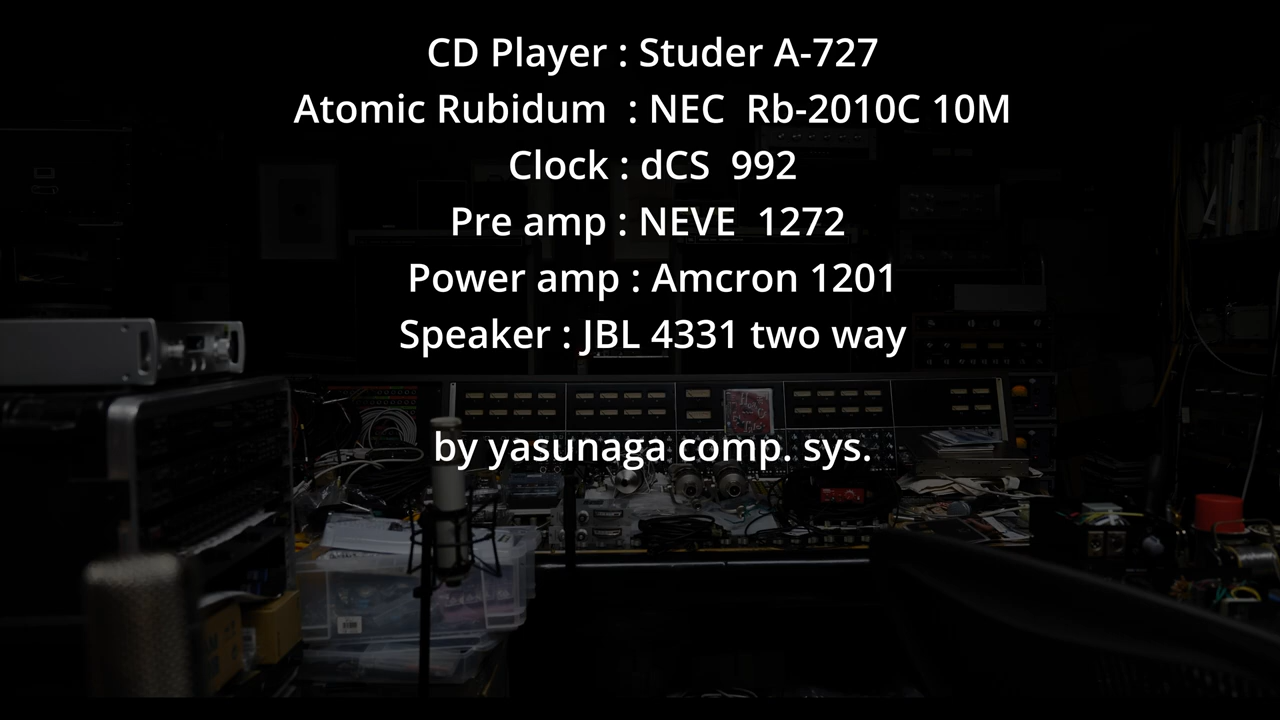 CD Player : Studer A-727
Atomic Rubidum  : NEC  Rb-2010C 10M
Clock : dCS  992
Pre amp : NEVE  1272
Power amp : Amcron 1201
Speaker : JBL 4331 two way
by yasunaga comp. sys.